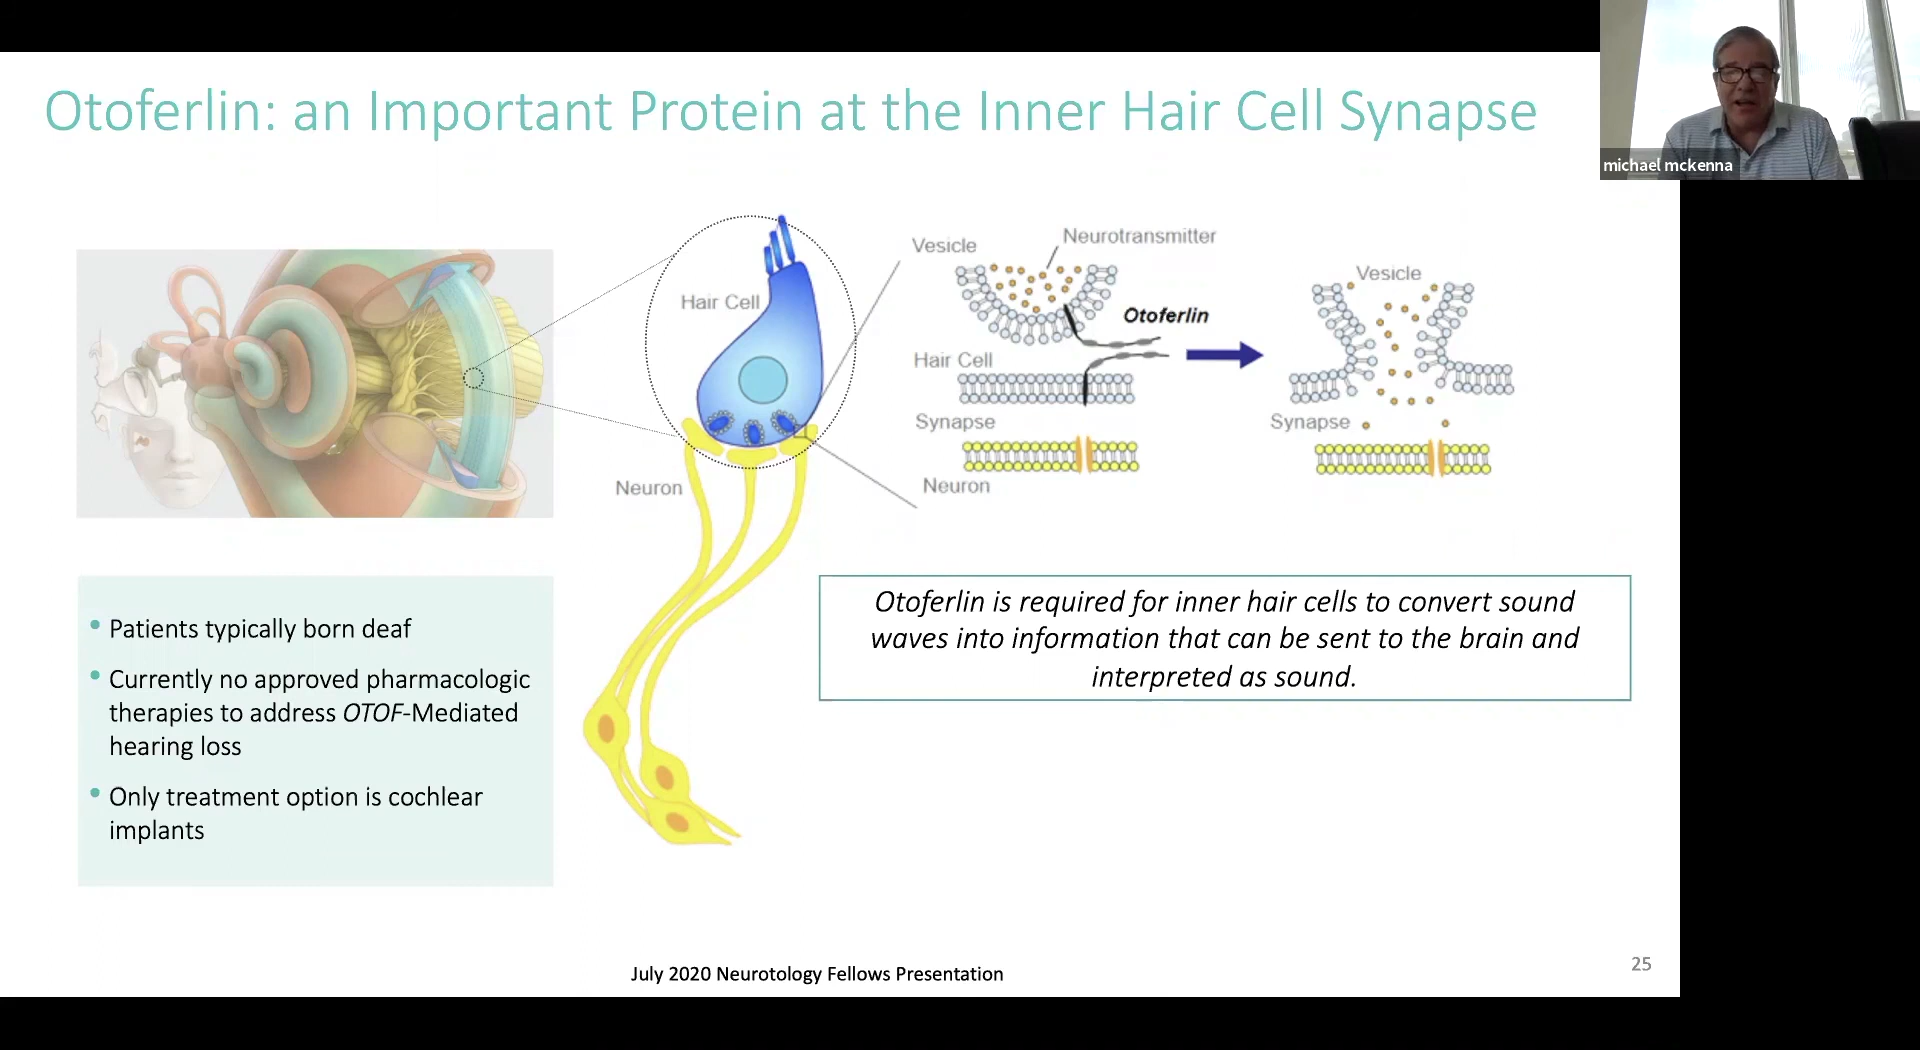 Otoferlin: an Important Protein at the Inner Hair Cell Synapse
michael mckenna
Hair Cell
Neuron
Vesicle
Neurotransmitter
Otoferlin
Hair Cell
Synapse
Neuron
Vesicle
Synapse
• Patients typically born deaf
• Currently no approved pharmacologic
therapies to address OTOF-Mediated
hearing loss
• Only treatment option is cochlear
implants
Otoferlin is required for inner hair cells to convert sound
waves into information that can be sent to the brain and
interpreted as sound.
July 2020 Neurotology Fellows Presentation
25